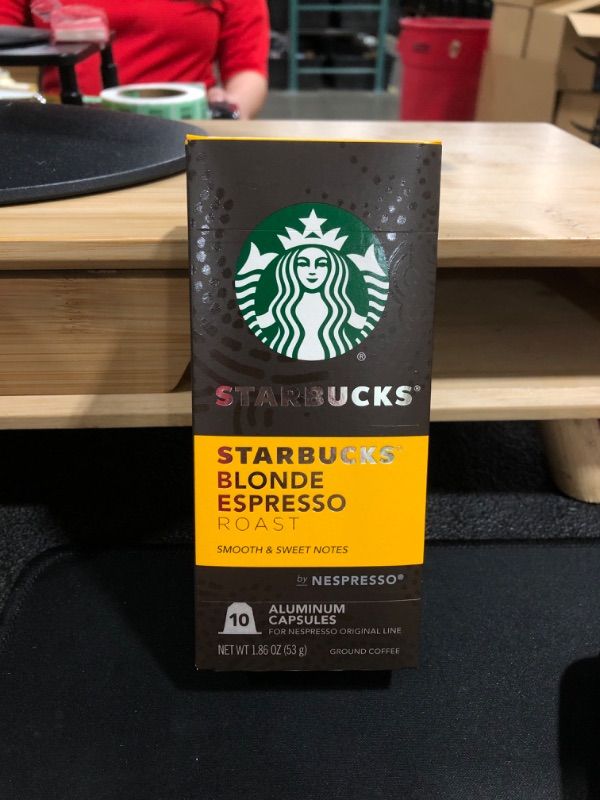 ®
STARBUCKS®
STARBUCKS™
BLONDE
ESPRESSO
ROAST
SMOOTH & SWEET NOTES
by NESPRESSO®
10
ALUMINUM
CAPSULES
FOR NESPRESSO ORIGINAL LINE
NET WT 1.86 OZ (53 g)
GROUND COFFEE